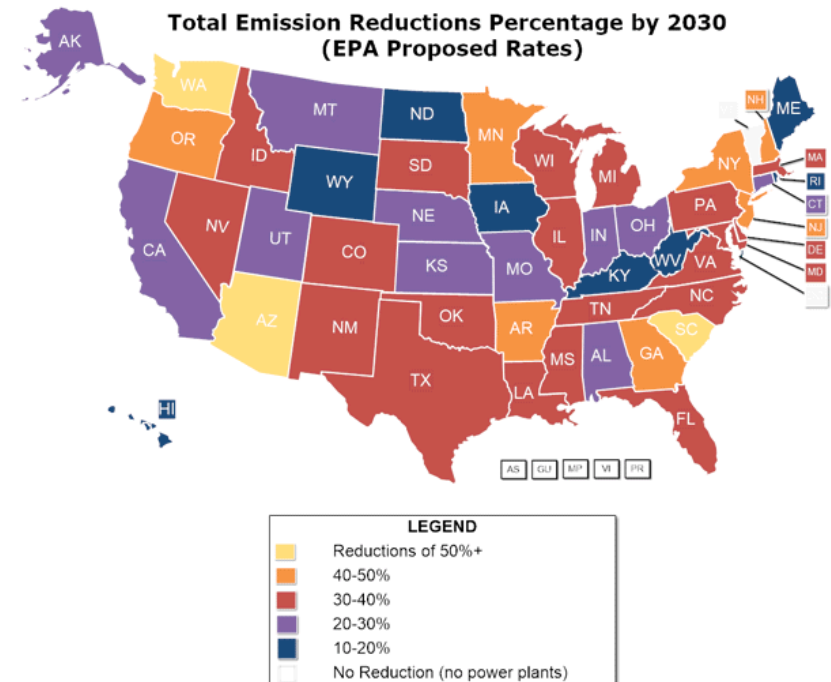 Total Emission Reductions Percentage by 2030
(EPA Proposed Rates)
AK
WA
MT
ND
MN
NH
ME
OR
ID
SD
WI
MI
NY
MA
WY
RI
IA
PA
CT
NE
NV
UT
IL
IN
OH
NJ
CA
CO
DE
KS
MO
WV
VA
MD
KY
NC
AZ
NM
OK
TN
AR
SC
MS
AL
GA
TX
LA
HI
FL
AS
GU
MP
VI
PR
LEGEND
Reductions of 50%+
40-50%
30-40%
20-30%
10-20%
No Reduction (no power plants)